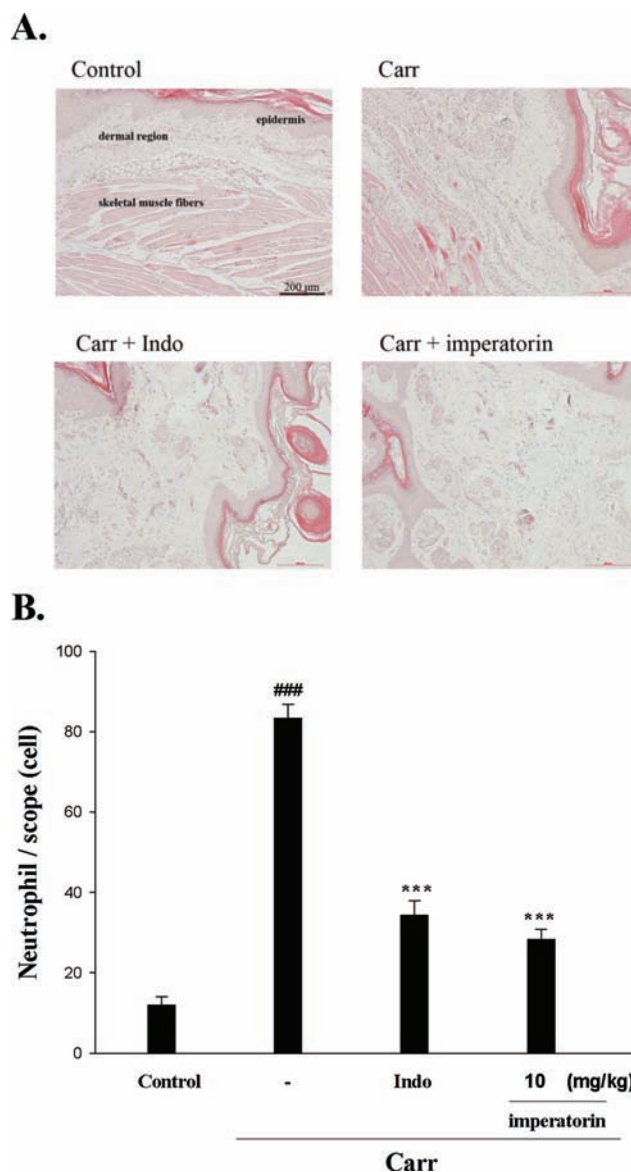 A.
Control
Carr
epidermis
dermal region
skeletal muscle fibers
200 μm
Carr + Indo
Carr + imperatorin
B.
Neutrophil / scope (cell)
100
80
60
40
20
0
###
***
***
Control
-
Indo
10 (mg/kg)
imperatorin
Carr